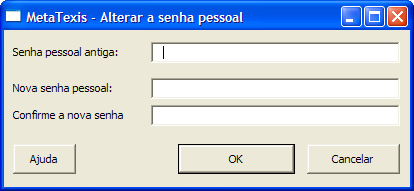 MetaTexis - Alterar a senha pessoal
Senha pessoal antiga:
Nova senha pessoal:
Confirme a nova senha
Ajuda OK Cancelar